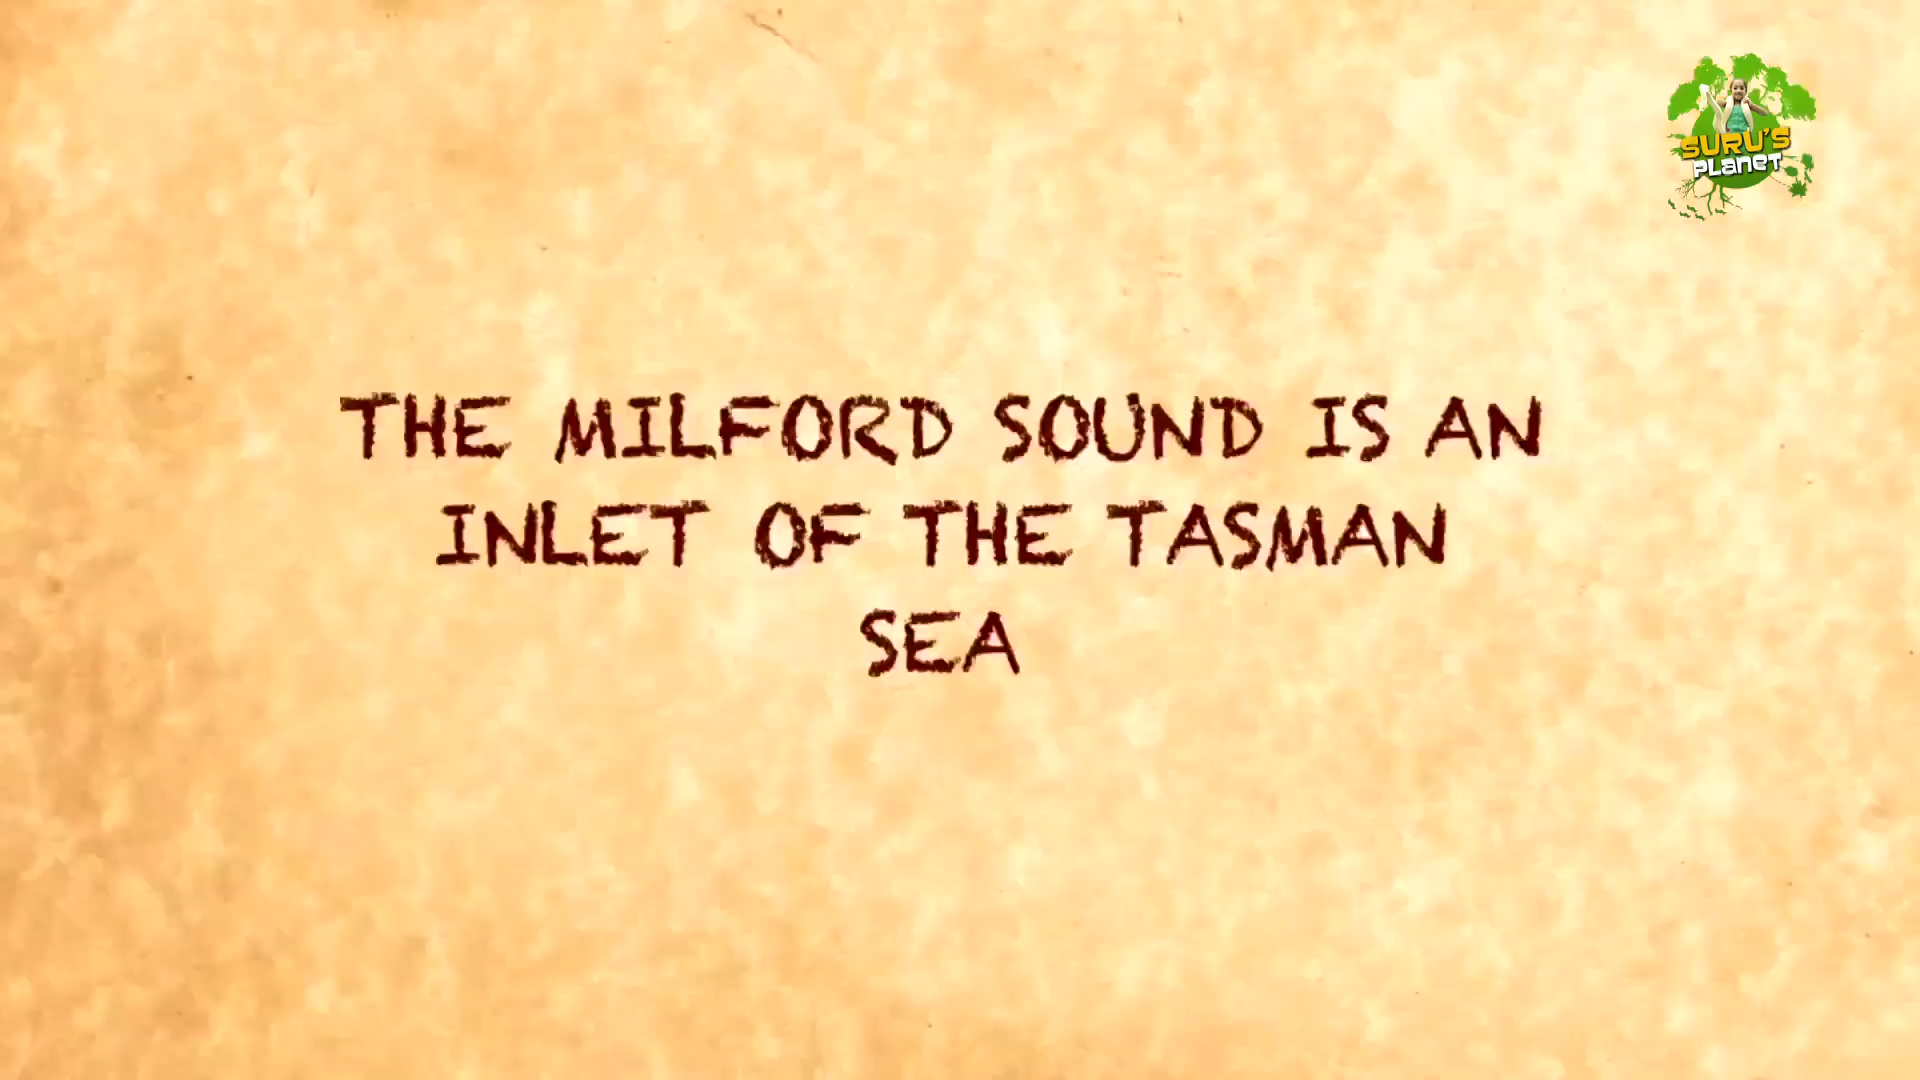 SURU'S
PLANET
THE MILFORD SOUND IS AN
INLET OF THE TASMAN
SEA